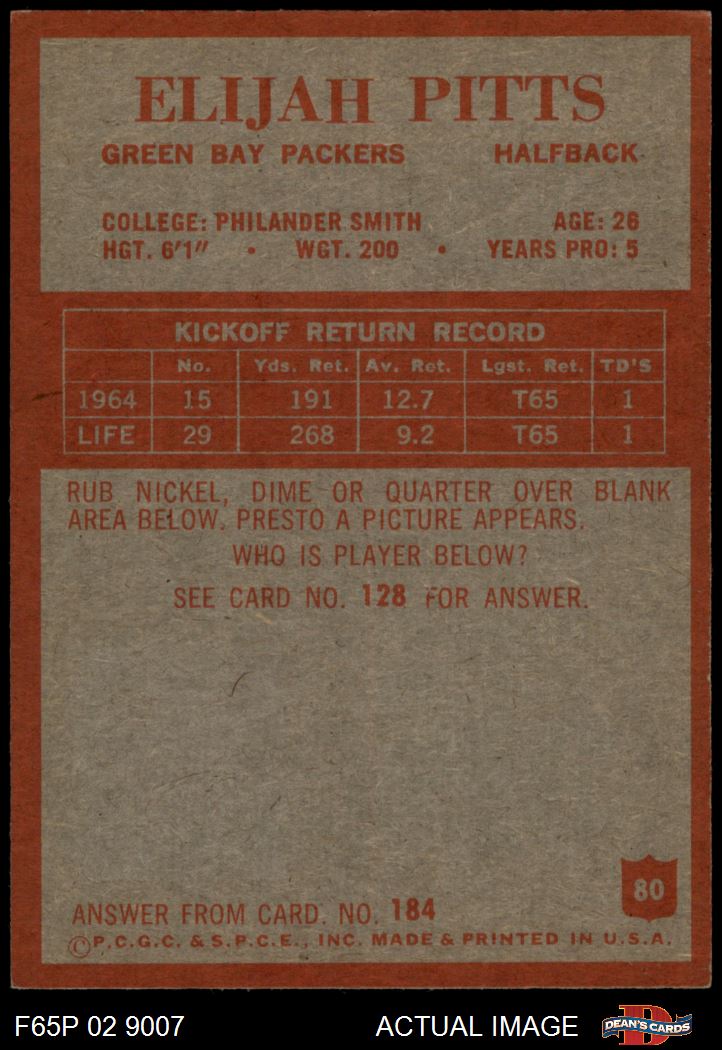 ELIJAH PITTS
GREEN BAY PACKERS HALFBACK
COLLEGE: PHILANDER SMITH AGE: 26
HGT. 6'1" • WGT. 200 • YEARS PRO: 5
KICKOFF RETURN RECORD
No. Yds. Ret. Av. Ret. Lgst. Ret. TD'S
1964 15 191 12.7 T65 1
LIFE 29 268 9.2 T65 1
RUB NICKEL, DIME OR QUARTER OVER BLANK
AREA BELOW. PRESTO A PICTURE APPEARS.
WHO IS PLAYER BELOW?
SEE CARD NO. 128 FOR ANSWER.
80
ANSWER FROM CARD. NO. 184
©P.C.G.C. & S.P.C.E., INC. MADE & PRINTED IN U.S.A.
F65P 02 9007 ACTUAL IMAGE D DEAN'S CARDS